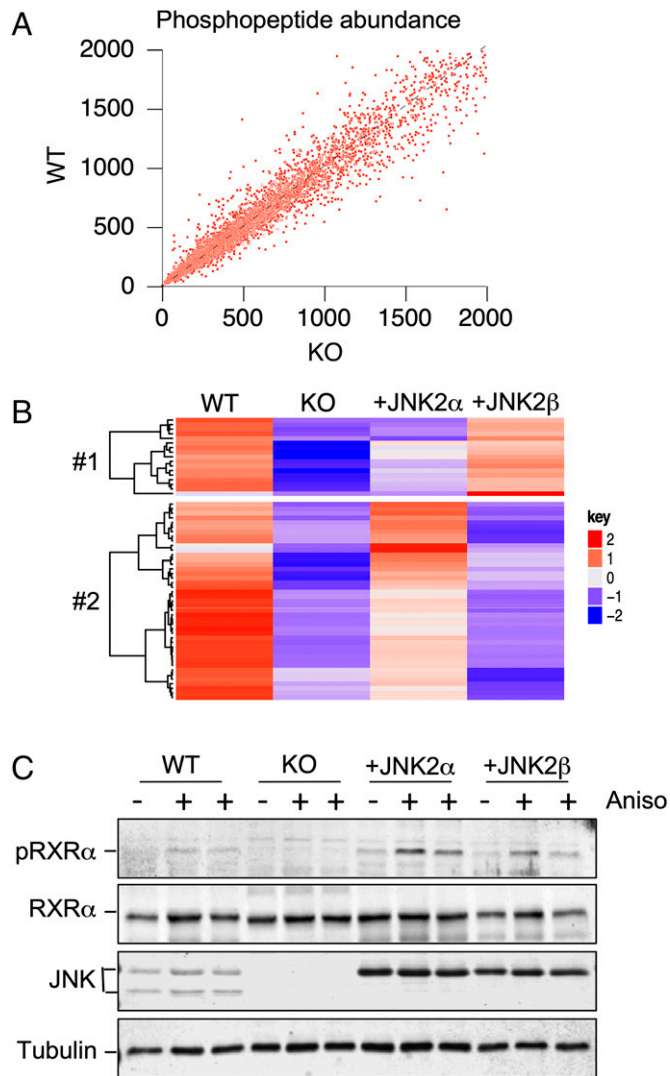 A
Phosphopeptide abundance
2000
1500
1000
500
0
WT
0 500 1000 1500 2000
KO
B
WT KO +JNK2α +JNK2β
#1
#2
key
2
1
0
−1
−2
C
WT KO +JNK2α +JNK2β
- + + - + + - + + - + + Aniso
pRXRα
RXRα
JNK
Tubulin